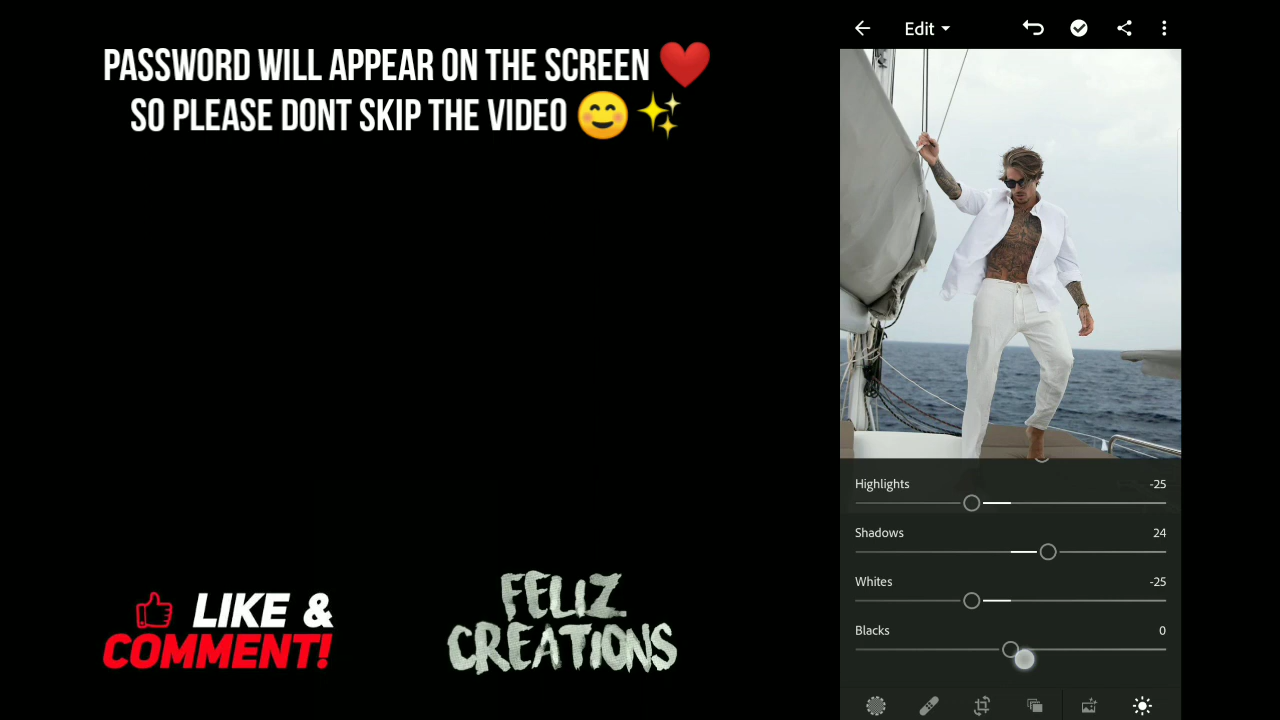 PASSWORD WILL APPEAR ON THE SCREEN ❤️
SO PLEASE DONT SKIP THE VIDEO 😊✨
LIKE &
COMMENT!
FELIZ
CREATIONS
Edit
Highlights -25
Shadows 24
Whites -25
Blacks 0